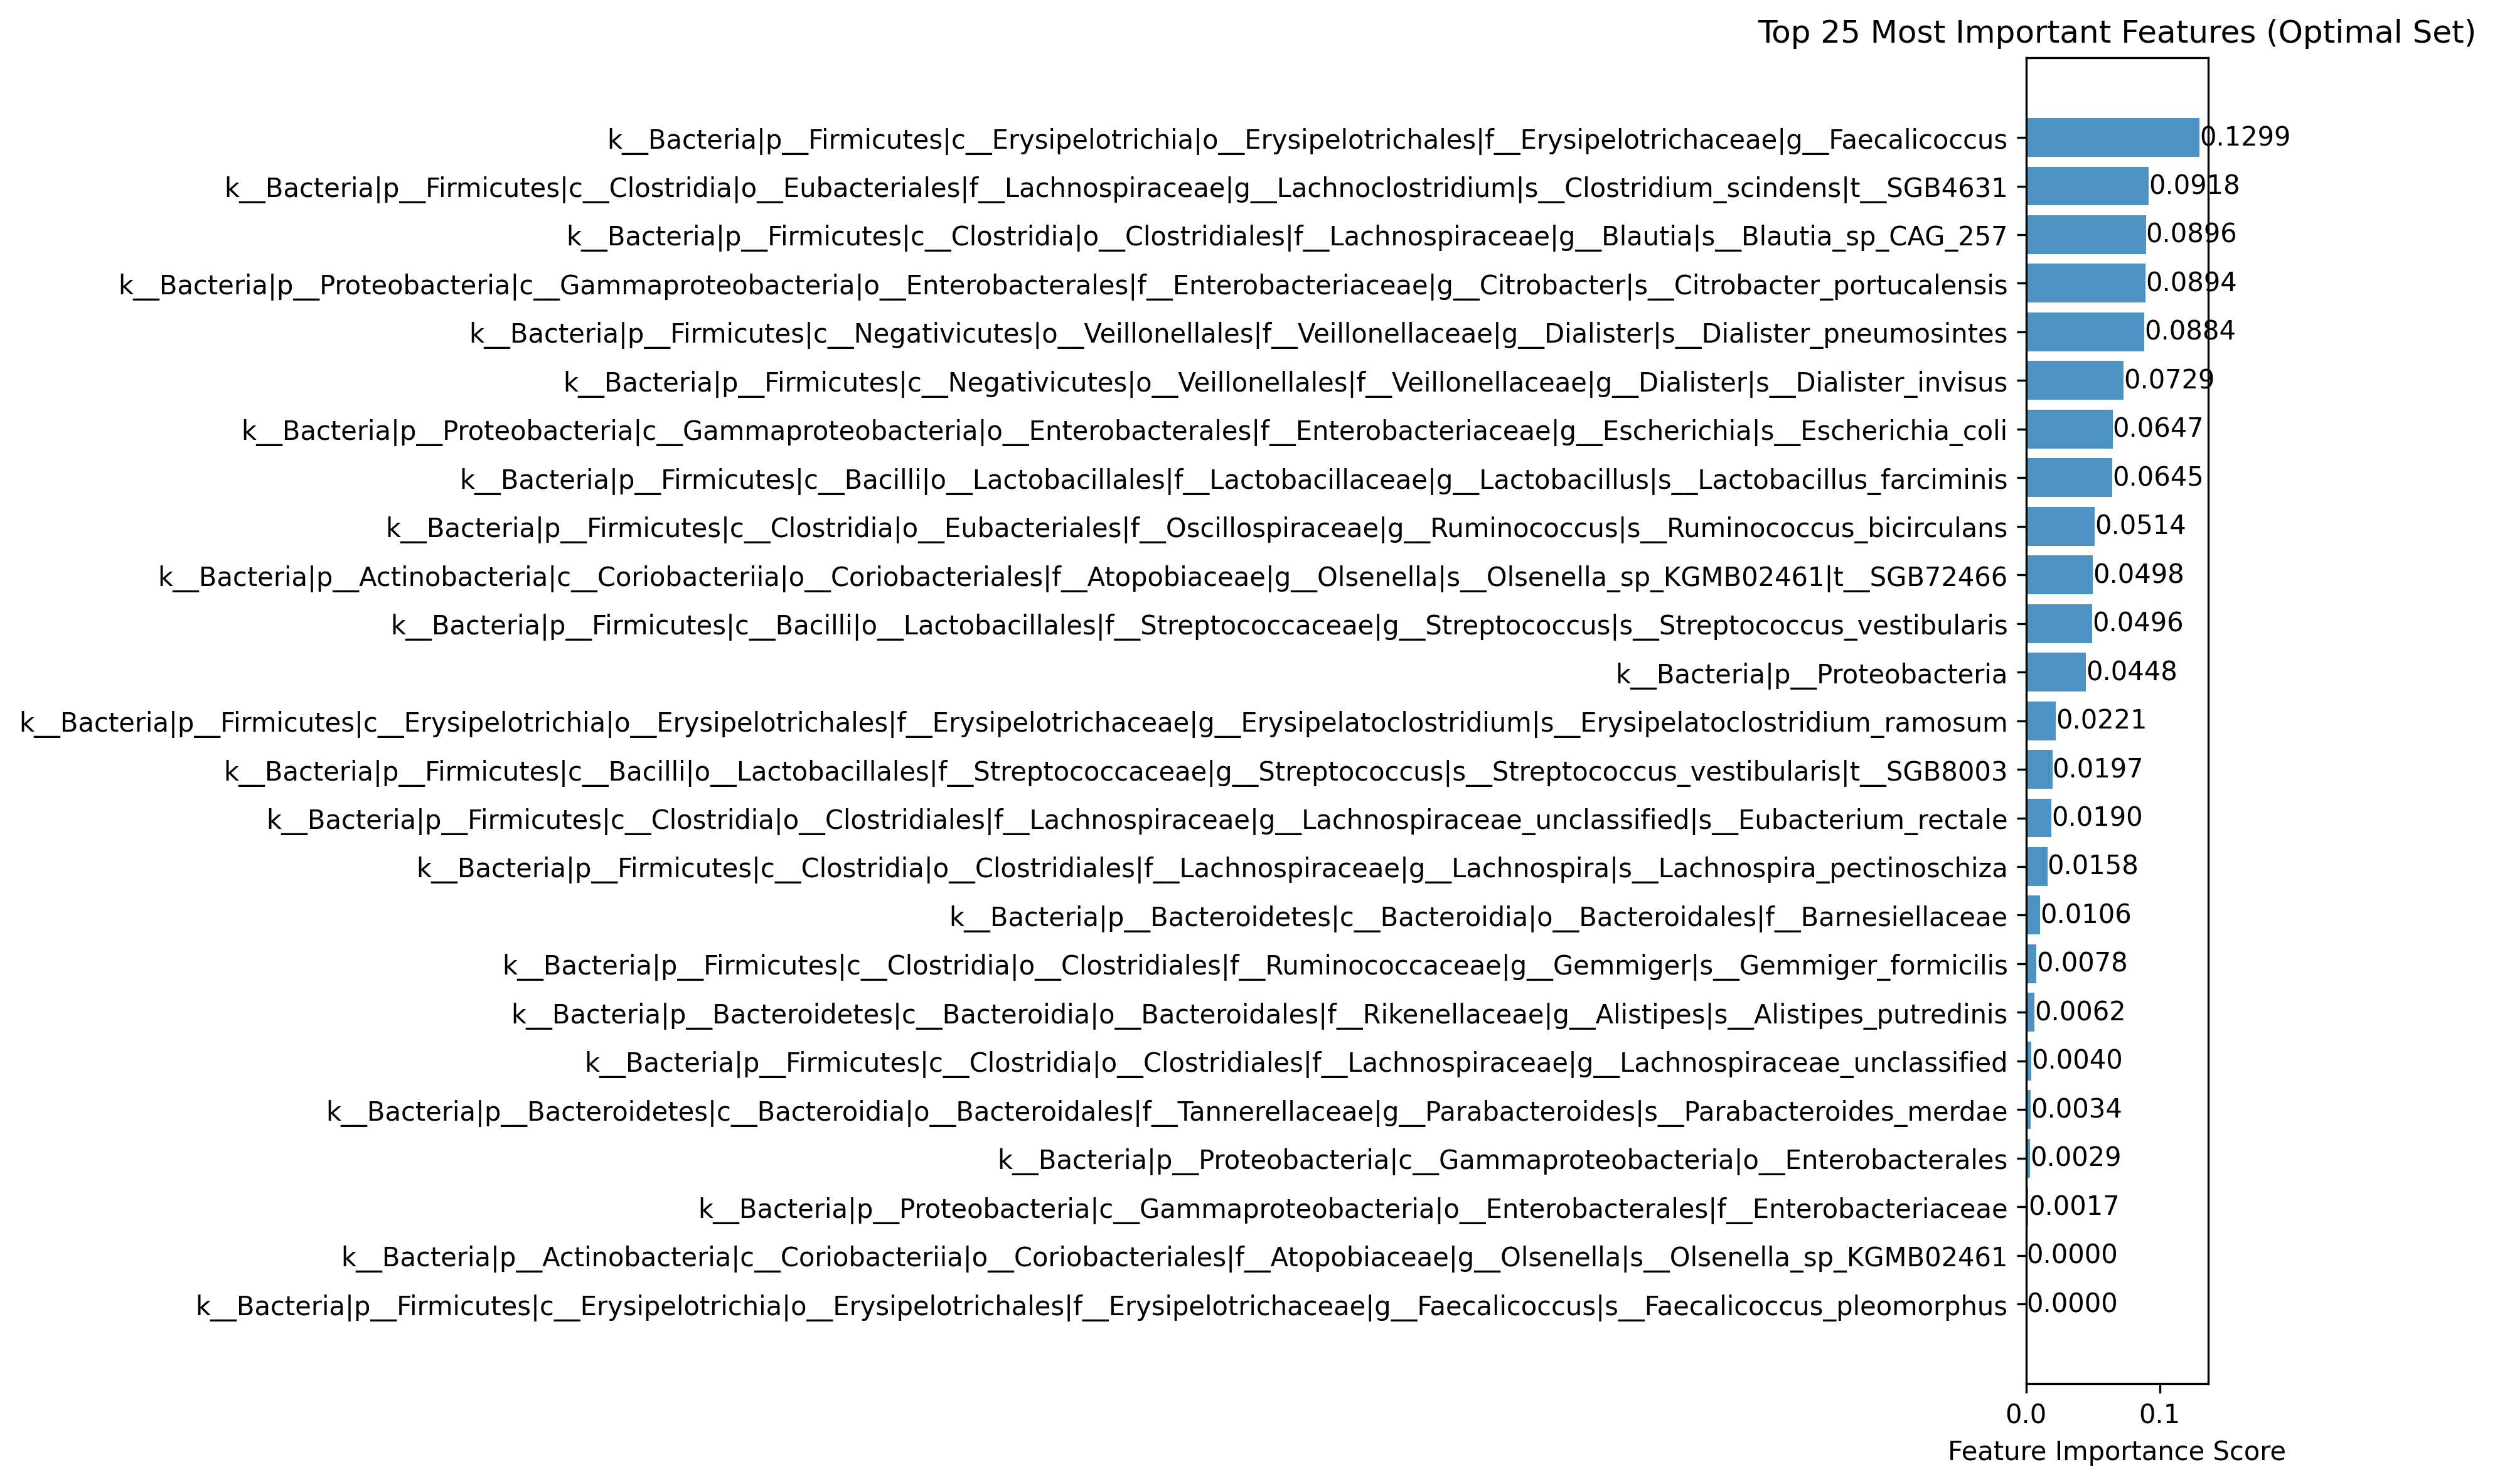 Top 25 Most Important Features (Optimal Set)
k__Bacteria|p__Firmicutes|c__Erysipelotrichia|o__Erysipelotrichales|f__Erysipelotrichaceae|g__Faecalicoccus 0.1299
k__Bacteria|p__Firmicutes|c__Clostridia|o__Eubacteriales|f__Lachnospiraceae|g__Lachnoclostridium|s__Clostridium_scindens|t__SGB4631 0.0918
k__Bacteria|p__Firmicutes|c__Clostridia|o__Clostridiales|f__Lachnospiraceae|g__Blautia|s__Blautia_sp_CAG_257 0.0896
k__Bacteria|p__Proteobacteria|c__Gammaproteobacteria|o__Enterobacterales|f__Enterobacteriaceae|g__Citrobacter|s__Citrobacter_portucalensis 0.0894
k__Bacteria|p__Firmicutes|c__Negativicutes|o__Veillonellales|f__Veillonellaceae|g__Dialister|s__Dialister_pneumosintes 0.0884
k__Bacteria|p__Firmicutes|c__Negativicutes|o__Veillonellales|f__Veillonellaceae|g__Dialister|s__Dialister_invisus 0.0729
k__Bacteria|p__Proteobacteria|c__Gammaproteobacteria|o__Enterobacterales|f__Enterobacteriaceae|g__Escherichia|s__Escherichia_coli 0.0647
k__Bacteria|p__Firmicutes|c__Bacilli|o__Lactobacillales|f__Lactobacillaceae|g__Lactobacillus|s__Lactobacillus_farciminis 0.0645
k__Bacteria|p__Firmicutes|c__Clostridia|o__Eubacteriales|f__Oscillospiraceae|g__Ruminococcus|s__Ruminococcus_bicirculans 0.0514
k__Bacteria|p__Actinobacteria|c__Coriobacteriia|o__Coriobacteriales|f__Atopobiaceae|g__Olsenella|s__Olsenella_sp_KGMB02461|t__SGB72466 0.0498
k__Bacteria|p__Firmicutes|c__Bacilli|o__Lactobacillales|f__Streptococcaceae|g__Streptococcus|s__Streptococcus_vestibularis 0.0496
k__Bacteria|p__Proteobacteria 0.0448
k__Bacteria|p__Firmicutes|c__Erysipelotrichia|o__Erysipelotrichales|f__Erysipelotrichaceae|g__Erysipelatoclostridium|s__Erysipelatoclostridium_ramosum 0.0221
k__Bacteria|p__Firmicutes|c__Bacilli|o__Lactobacillales|f__Streptococcaceae|g__Streptococcus|s__Streptococcus_vestibularis|t__SGB8003 0.0197
k__Bacteria|p__Firmicutes|c__Clostridia|o__Clostridiales|f__Lachnospiraceae|g__Lachnospiraceae_unclassified|s__Eubacterium_rectale 0.0190
k__Bacteria|p__Firmicutes|c__Clostridia|o__Clostridiales|f__Lachnospiraceae|g__Lachnospira|s__Lachnospira_pectinoschiza 0.0158
k__Bacteria|p__Bacteroidetes|c__Bacteroidia|o__Bacteroidales|f__Barnesiellaceae 0.0106
k__Bacteria|p__Firmicutes|c__Clostridia|o__Clostridiales|f__Ruminococcaceae|g__Gemmiger|s__Gemmiger_formicilis 0.0078
k__Bacteria|p__Bacteroidetes|c__Bacteroidia|o__Bacteroidales|f__Rikenellaceae|g__Alistipes|s__Alistipes_putredinis 0.0062
k__Bacteria|p__Firmicutes|c__Clostridia|o__Clostridiales|f__Lachnospiraceae|g__Lachnospiraceae_unclassified 0.0040
k__Bacteria|p__Bacteroidetes|c__Bacteroidia|o__Bacteroidales|f__Tannerellaceae|g__Parabacteroides|s__Parabacteroides_merdae 0.0034
k__Bacteria|p__Proteobacteria|c__Gammaproteobacteria|o__Enterobacterales 0.0029
k__Bacteria|p__Proteobacteria|c__Gammaproteobacteria|o__Enterobacterales|f__Enterobacteriaceae 0.0017
k__Bacteria|p__Actinobacteria|c__Coriobacteriia|o__Coriobacteriales|f__Atopobiaceae|g__Olsenella|s__Olsenella_sp_KGMB02461 0.0000
k__Bacteria|p__Firmicutes|c__Erysipelotrichia|o__Erysipelotrichales|f__Erysipelotrichaceae|g__Faecalicoccus|s__Faecalicoccus_pleomorphus 0.0000
0.0 0.1
Feature Importance Score